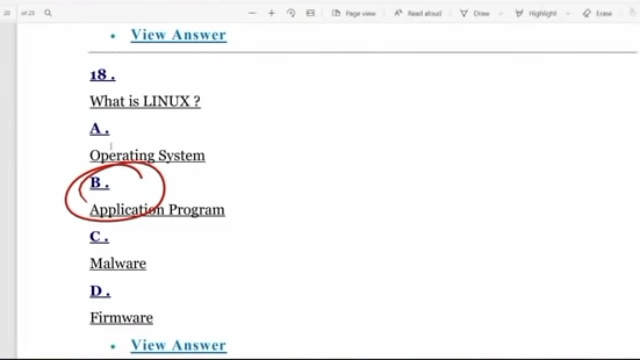 of 25
Page view
Read aloud
Draw
Highlight
Erase
View Answer
18 .
What is LINUX ?
A .
Operating System
B .
Application Program
C .
Malware
D .
Firmware
View Answer